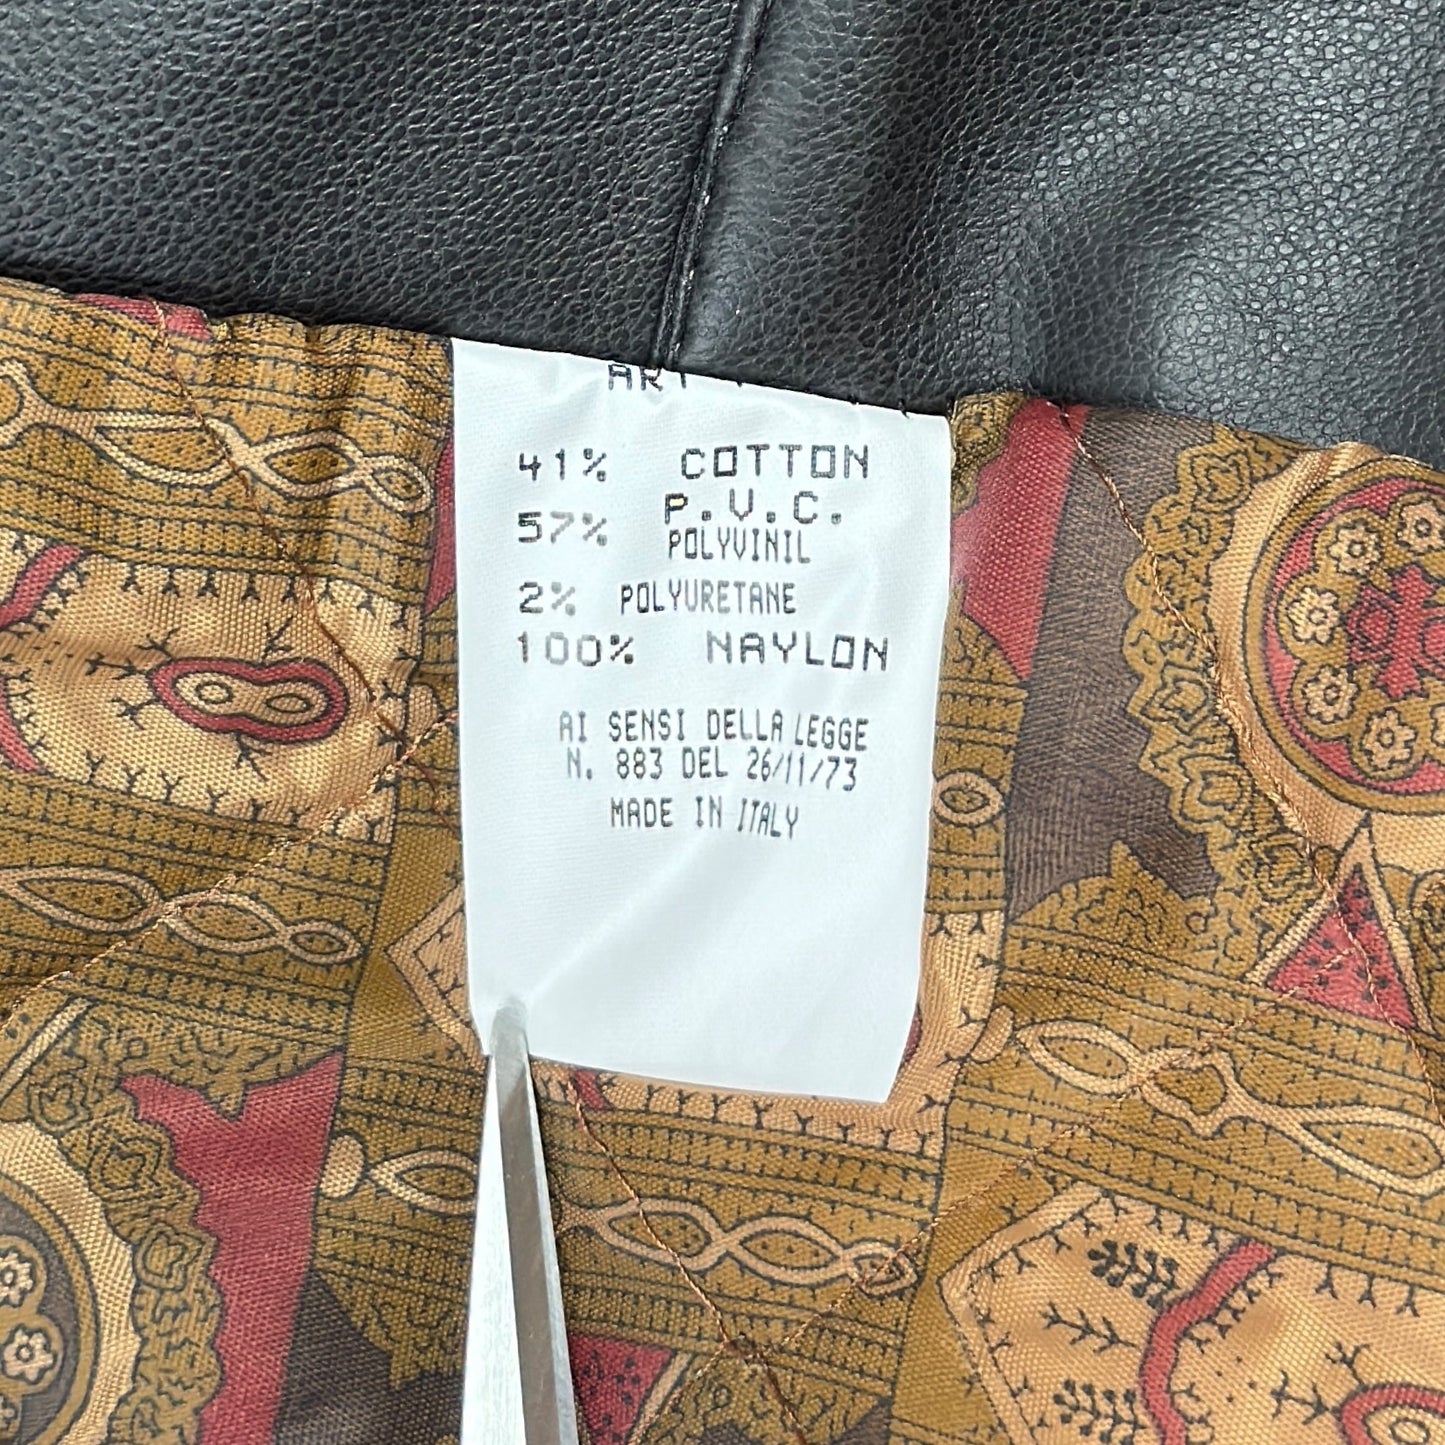 ART
41% COTTON
57% P.V.C.
POLYVINIL
2% POLYURETANE
100% NAYLON
AI SENSI DELLA LEGGE
N. 883 DEL 26/11/73
MADE IN ITALY